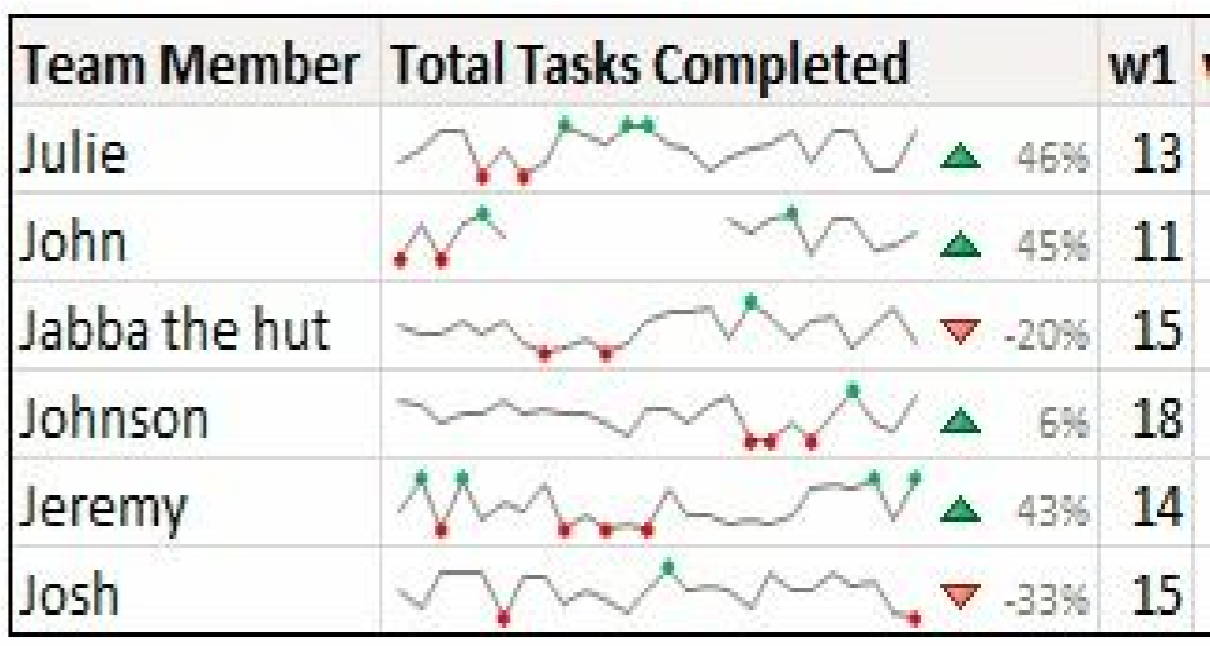 Team Member Total Tasks Completed w1
Julie 46% 13
John 45% 11
Jabba the hut -20% 15
Johnson 6% 18
Jeremy 43% 14
Josh -33% 15